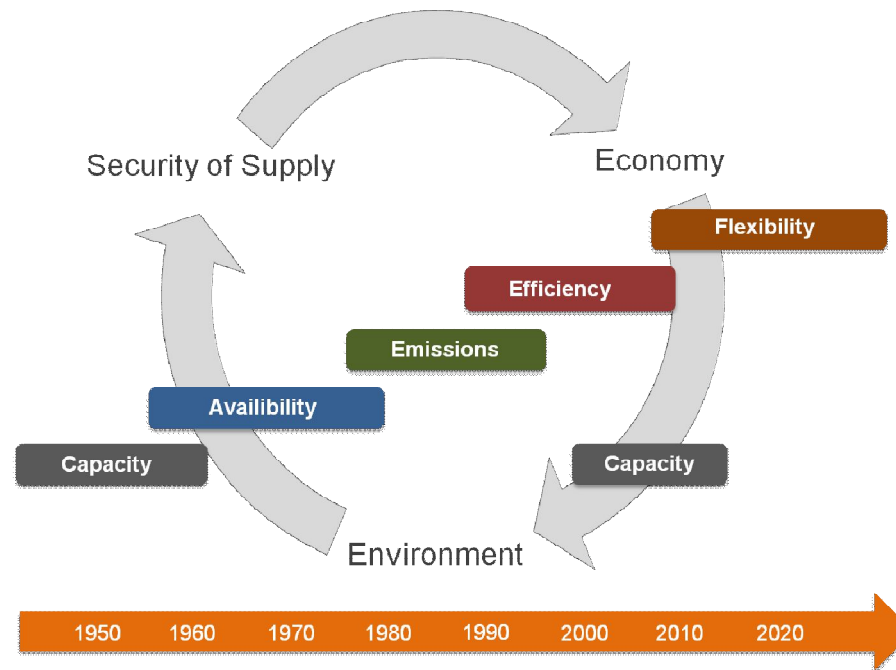 Security of Supply
Economy
Flexibility
Efficiency
Emissions
Availibility
Capacity
Capacity
Environment
1950 1960 1970 1980 1990 2000 2010 2020